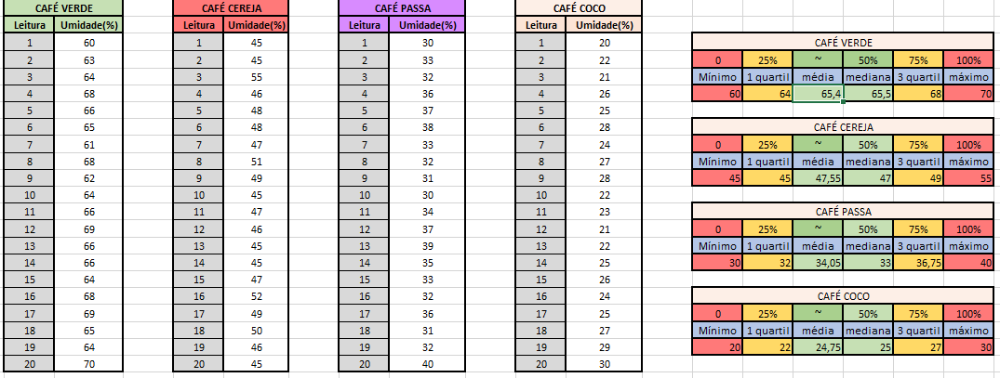 CAFÉ VERDE CAFÉ CEREJA CAFÉ PASSA CAFÉ COCO
Leitura Umidade(%) Leitura Umidade(%) Leitura Umidade(%) Leitura Umidade(%)
1 60 1 45 1 30 1 20 CAFÉ VERDE
2 63 2 45 2 33 2 22 0 25% ~ 50% 75% 100%
3 64 3 55 3 32 3 21 Mínimo 1 quartil média mediana 3 quartil máximo
4 68 4 46 4 36 4 26 60 64 65,4 65,5 68 70
5 66 5 48 5 37 5 25
6 65 6 48 6 38 6 28 CAFÉ CEREJA
7 61 7 47 7 33 7 24 0 25% ~ 50% 75% 100%
8 68 8 51 8 32 8 27 Mínimo 1 quartil média mediana 3 quartil máximo
9 62 9 49 9 31 9 28 45 45 47,55 47 49 55
10 64 10 45 10 30 10 22
11 66 11 47 11 34 11 23 CAFÉ PASSA
12 69 12 46 12 37 12 21 0 25% ~ 50% 75% 100%
13 66 13 45 13 39 13 22 Mínimo 1 quartil média mediana 3 quartil máximo
14 66 14 45 14 35 14 25 30 32 34,05 33 36,75 40
15 64 15 47 15 33 15 26
16 68 16 52 16 32 16 24 CAFÉ COCO
17 69 17 49 17 36 17 25 0 25% ~ 50% 75% 100%
18 65 18 50 18 31 18 27 Mínimo 1 quartil média mediana 3 quartil máximo
19 64 19 46 19 32 19 29 20 22 24,75 25 27 30
20 70 20 45 20 40 20 30